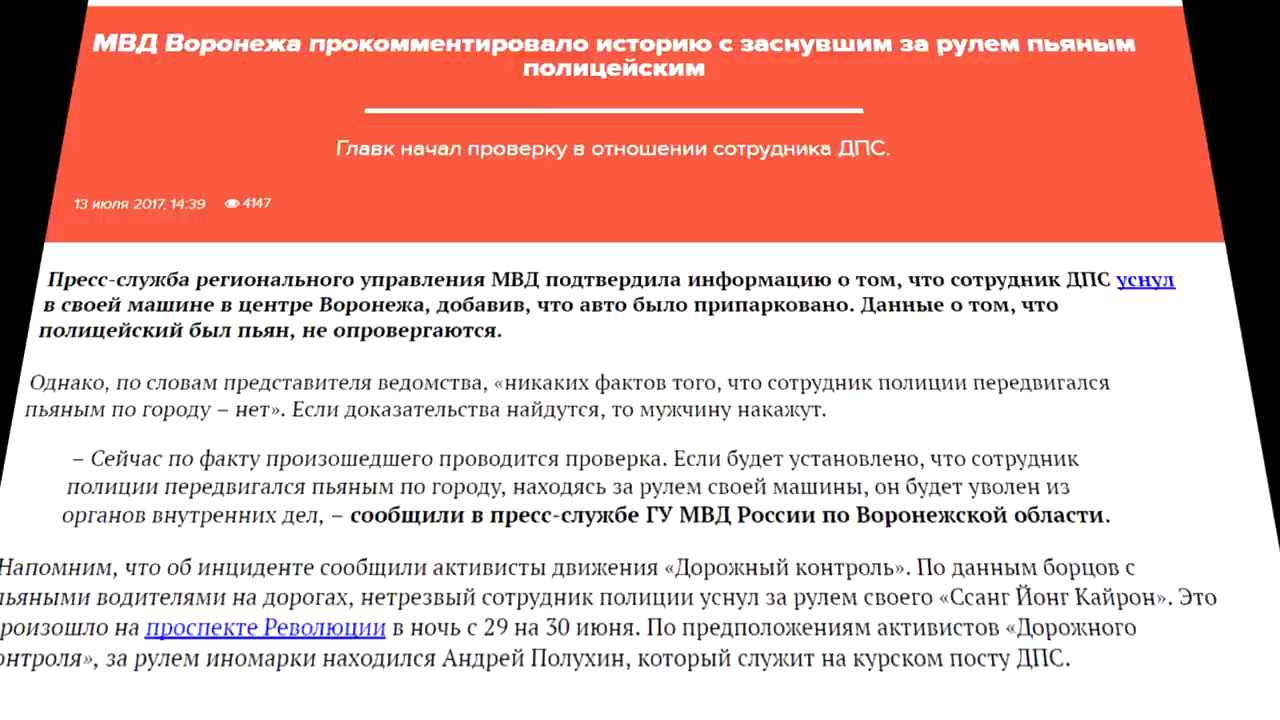 МВД Воронежа прокомментировало историю с заснувшим за рулем пьяным
полицейским
Главк начал проверку в отношении сотрудника ДПС.
13 июля 2017, 14:39 4147
Пресс-служба регионального управления МВД подтвердила информацию о том, что сотрудник ДПС уснул
в своей машине в центре Воронежа, добавив, что авто было припарковано. Данные о том, что
полицейский был пьян, не опровергаются.
Однако, по словам представителя ведомства, «никаких фактов того, что сотрудник полиции передвигался
пьяным по городу – нет». Если доказательства найдутся, то мужчину накажут.
– Сейчас по факту произошедшего проводится проверка. Если будет установлено, что сотрудник
полиции передвигался пьяным по городу, находясь за рулем своей машины, он будет уволен из
органов внутренних дел, – сообщили в пресс-службе ГУ МВД России по Воронежской области.
Напомним, что об инциденте сообщили активисты движения «Дорожный контроль». По данным борцов с
пьяными водителями на дорогах, нетрезвый сотрудник полиции уснул за рулем своего «Ссанг Йонг Кайрон». Это
роизошло на проспекте Революции в ночь с 29 на 30 июня. По предположениям активистов «Дорожного
онтроля», за рулем иномарки находился Андрей Полухин, который служит на курском посту ДПС.